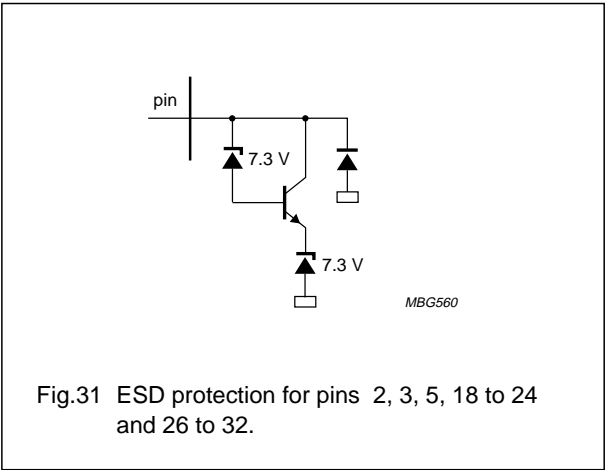 pin
7.3 V
7.3 V
MBG560
Fig.31 ESD protection for pins 2, 3, 5, 18 to 24
and 26 to 32.